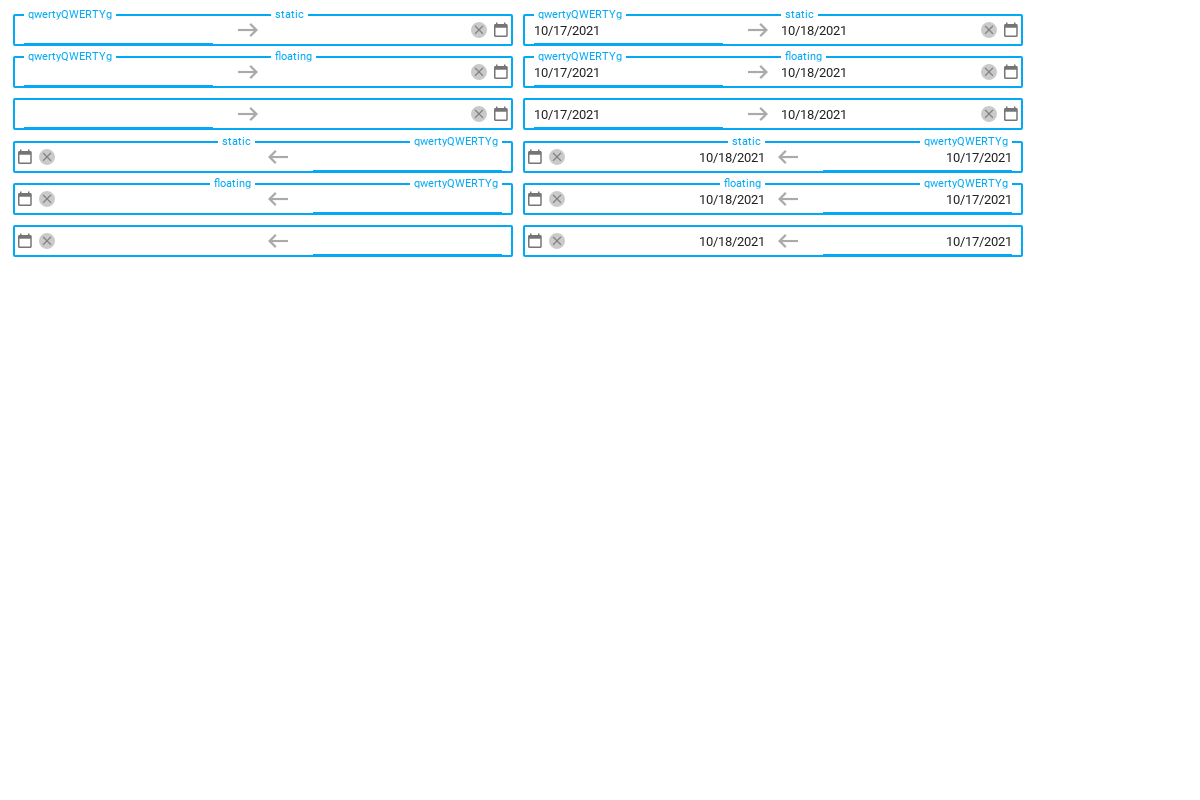 qwertyQWERTYg static qwertyQWERTYg static
10/17/2021 10/18/2021
qwertyQWERTYg floating qwertyQWERTYg floating
10/17/2021 10/18/2021
10/17/2021 10/18/2021
static qwertyQWERTYg static qwertyQWERTYg
10/18/2021 10/17/2021
floating qwertyQWERTYg floating qwertyQWERTYg
10/18/2021 10/17/2021
10/18/2021 10/17/2021